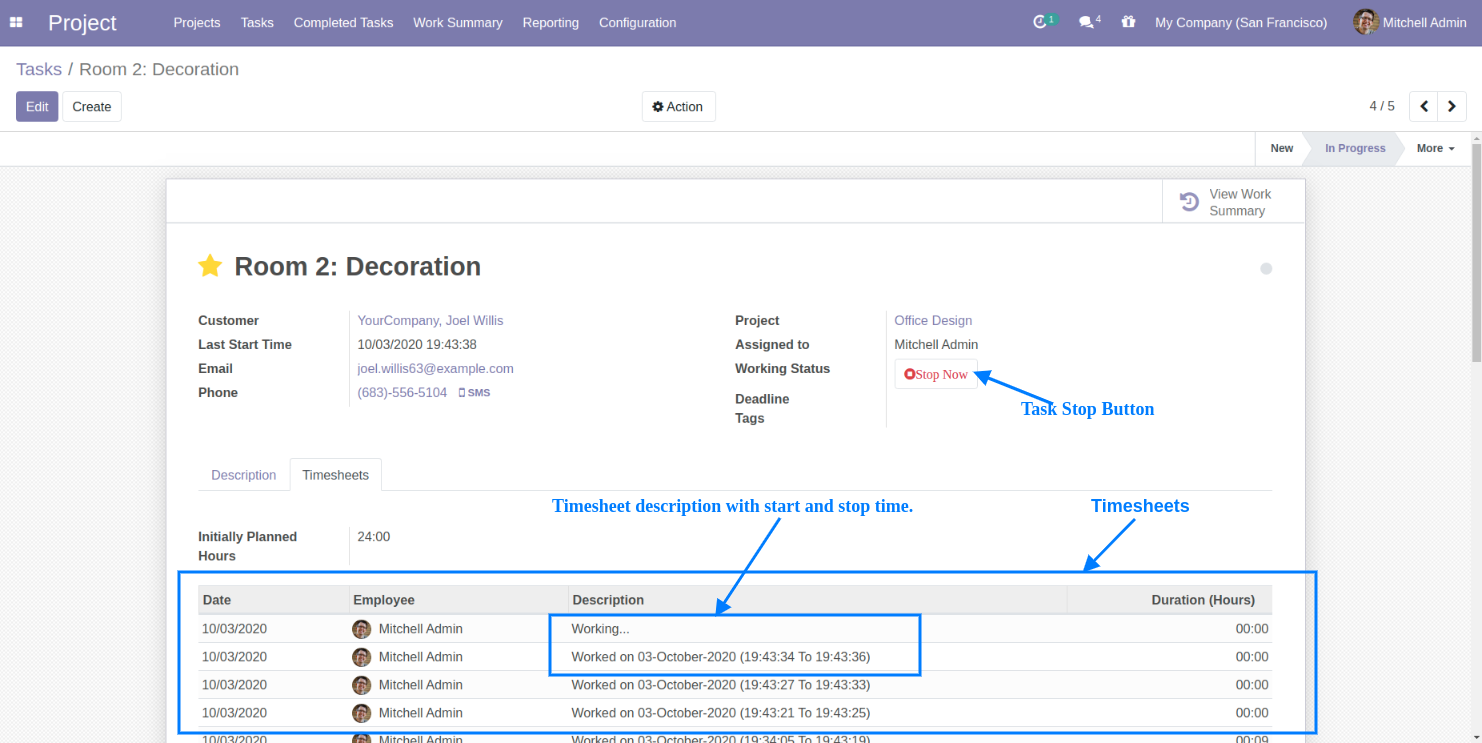 Project Projects Tasks Completed Tasks Work Summary Reporting Configuration 1 4 My Company (San Francisco) Mitchell Admin
Tasks / Room 2: Decoration
Edit Create Action 4 / 5
New In Progress More
View Work
Summary
Room 2: Decoration
Customer YourCompany, Joel Willis Project Office Design
Last Start Time 10/03/2020 19:43:38 Assigned to Mitchell Admin
Email joel.willis63@example.com Working Status Stop Now
Phone (683)-556-5104 SMS
Deadline
Task Stop Button
Tags
Description Timesheets
Timesheet description with start and stop time. Timesheets
Initially Planned 24:00
Hours
Date Employee Description Duration (Hours)
10/03/2020 Mitchell Admin Working... 00:00
10/03/2020 Mitchell Admin Worked on 03-October-2020 (19:43:34 To 19:43:36) 00:00
10/03/2020 Mitchell Admin Worked on 03-October-2020 (19:43:27 To 19:43:33) 00:00
10/03/2020 Mitchell Admin Worked on 03-October-2020 (19:43:21 To 19:43:25) 00:00
10/03/2020 Mitchell Admin Worked on 03-October-2020 (19:34:05 To 19:43:19) 00:09